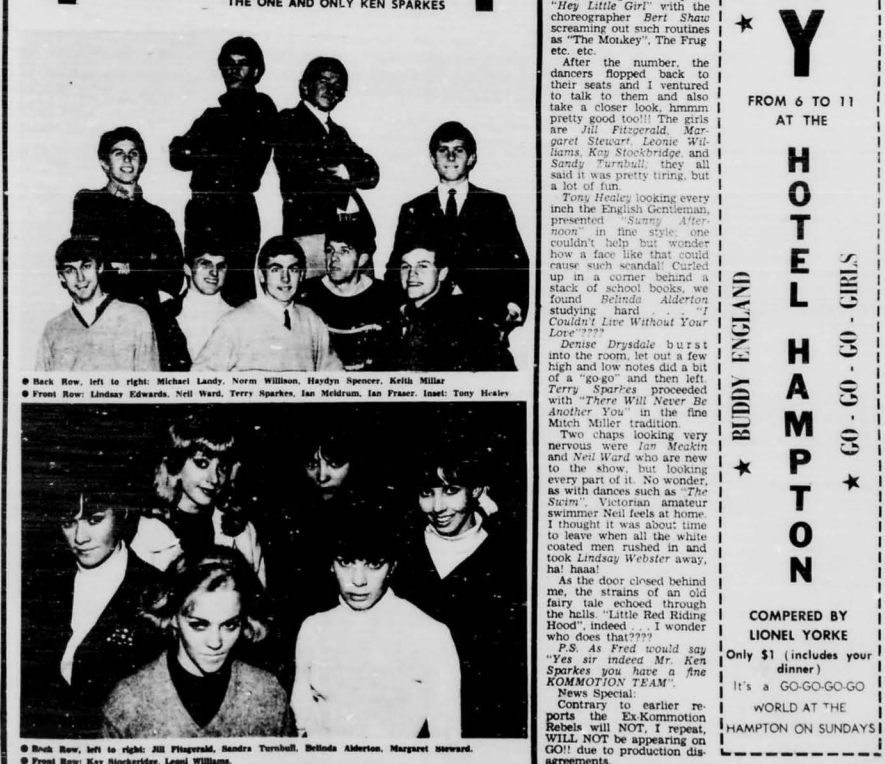 THE ONE AND ONLY KEN SPARKES
● Back Row, left to right: Michael Landy, Norm Willison, Haydyn Spencer, Keith Millar
● Front Row: Lindsay Edwards, Neil Ward, Terry Sparkes, Ian Meldrum, Ian Fraser. Inset: Tony Healey
● Back Row, left to right: Jill Fitsgerald, Sandra Turnbull, Belinda Alderton, Margaret Steward.
● Front Row: Kay Stockeridge, Leoni Williams.
"Hey Little Girl" with the
choreographer Bert Shaw
screaming out such routines
as "The Monkey", The Frug
etc. etc.
After the number, the
dancers flopped back to
their seats and I ventured
to talk to them and also
take a closer look, hmmm
pretty good too!!! The girls
are Jill Fitzgerald, Mar-
garet Stewart, Leonie Wil-
liams, Kay Stockbridge, and
Sandy Turnbull; they all
said it was pretty tiring, but
a lot of fun.
Tony Healey looking every
inch the English Gentleman,
presented "Sunny After-
noon" in fine style; one
couldn't help but wonder
how a face like that could
cause such scandal! Curled
up in a corner behind a
stack of school books, we
found Belinda Alderton
studying hard . . . "I
Couldn't Live Without Your
Love"????
Denise Drysdale burst
into the room, let out a few
high and low notes did a bit
of a "go-go" and then left.
Terry Sparkes proceeded
with "There Will Never Be
Another You" in the fine
Mitch Miller tradition.
Two chaps looking very
nervous were Ian Meakin
and Neil Ward who are new
to the show, but looking
every part of it. No wonder,
as with dances such as "The
Swim", Victorian amateur
swimmer Neil feels at home.
I thought it was about time
to leave when all the white
coated men rushed in and
took Lindsay Webster away,
ha! haaa!
As the door closed behind
me, the strains of an old
fairy tale echoed through
the halls. "Little Red Riding
Hood", indeed . . . I wonder
who does that????
P.S. As Fred would say
"Yes sir indeed Mr. Ken
Sparkes you have a fine
KOMMOTION TEAM".
News Special:
Contrary to earlier re-
ports the Ex-Kommotion
Rebels will NOT, I repeat,
WILL NOT be appearing on
GO!! due to production dis-
agreements.
Y
FROM 6 TO 11
AT THE
HOTEL HAMPTON
★ BUDDY ENGLAND ★
GO - GO - GO - GIRLS ★
COMPERED BY
LIONEL YORKE
Only $1 (includes your
dinner)
It's a GO-GO-GO-GO
WORLD AT THE
HAMPTON ON SUNDAYS